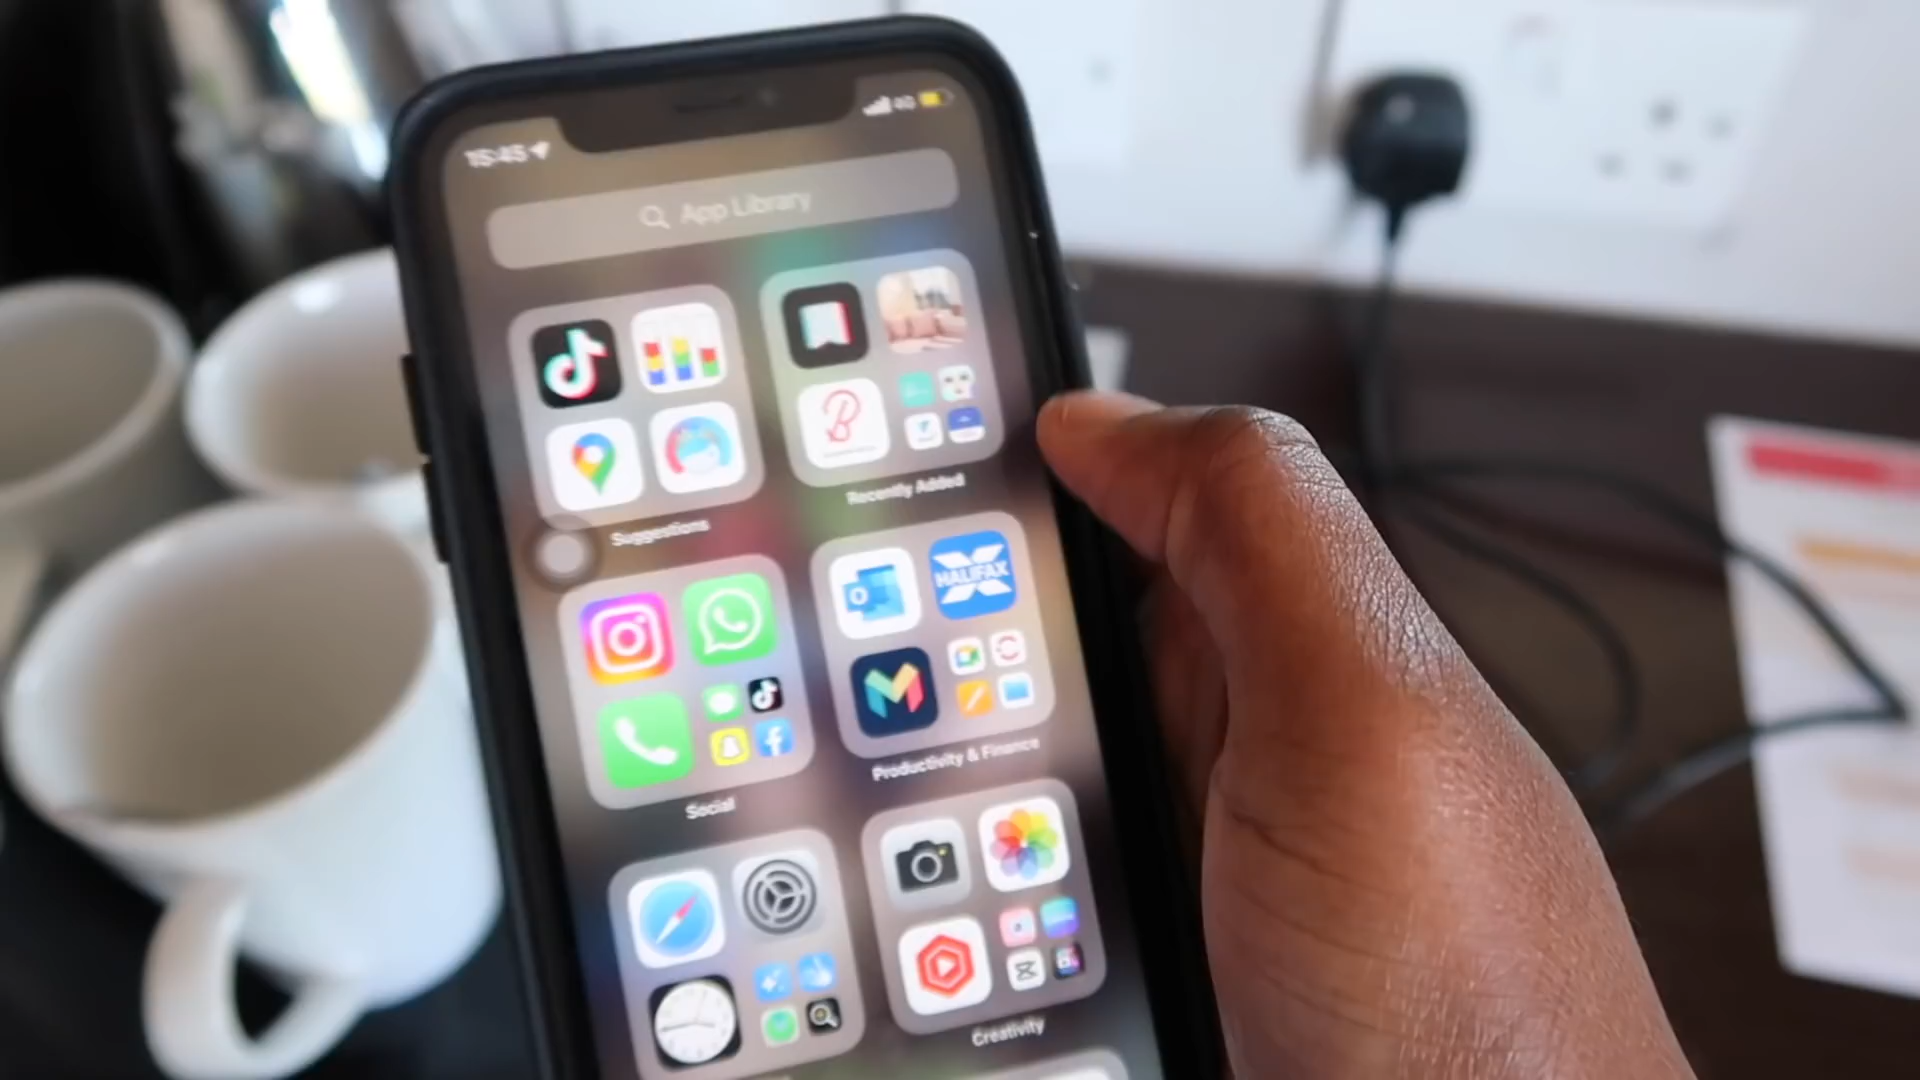 15:45
4G
App Library
Suggestions
Recently Added
HALIFAX
Social
Productivity & Finance
Creativity